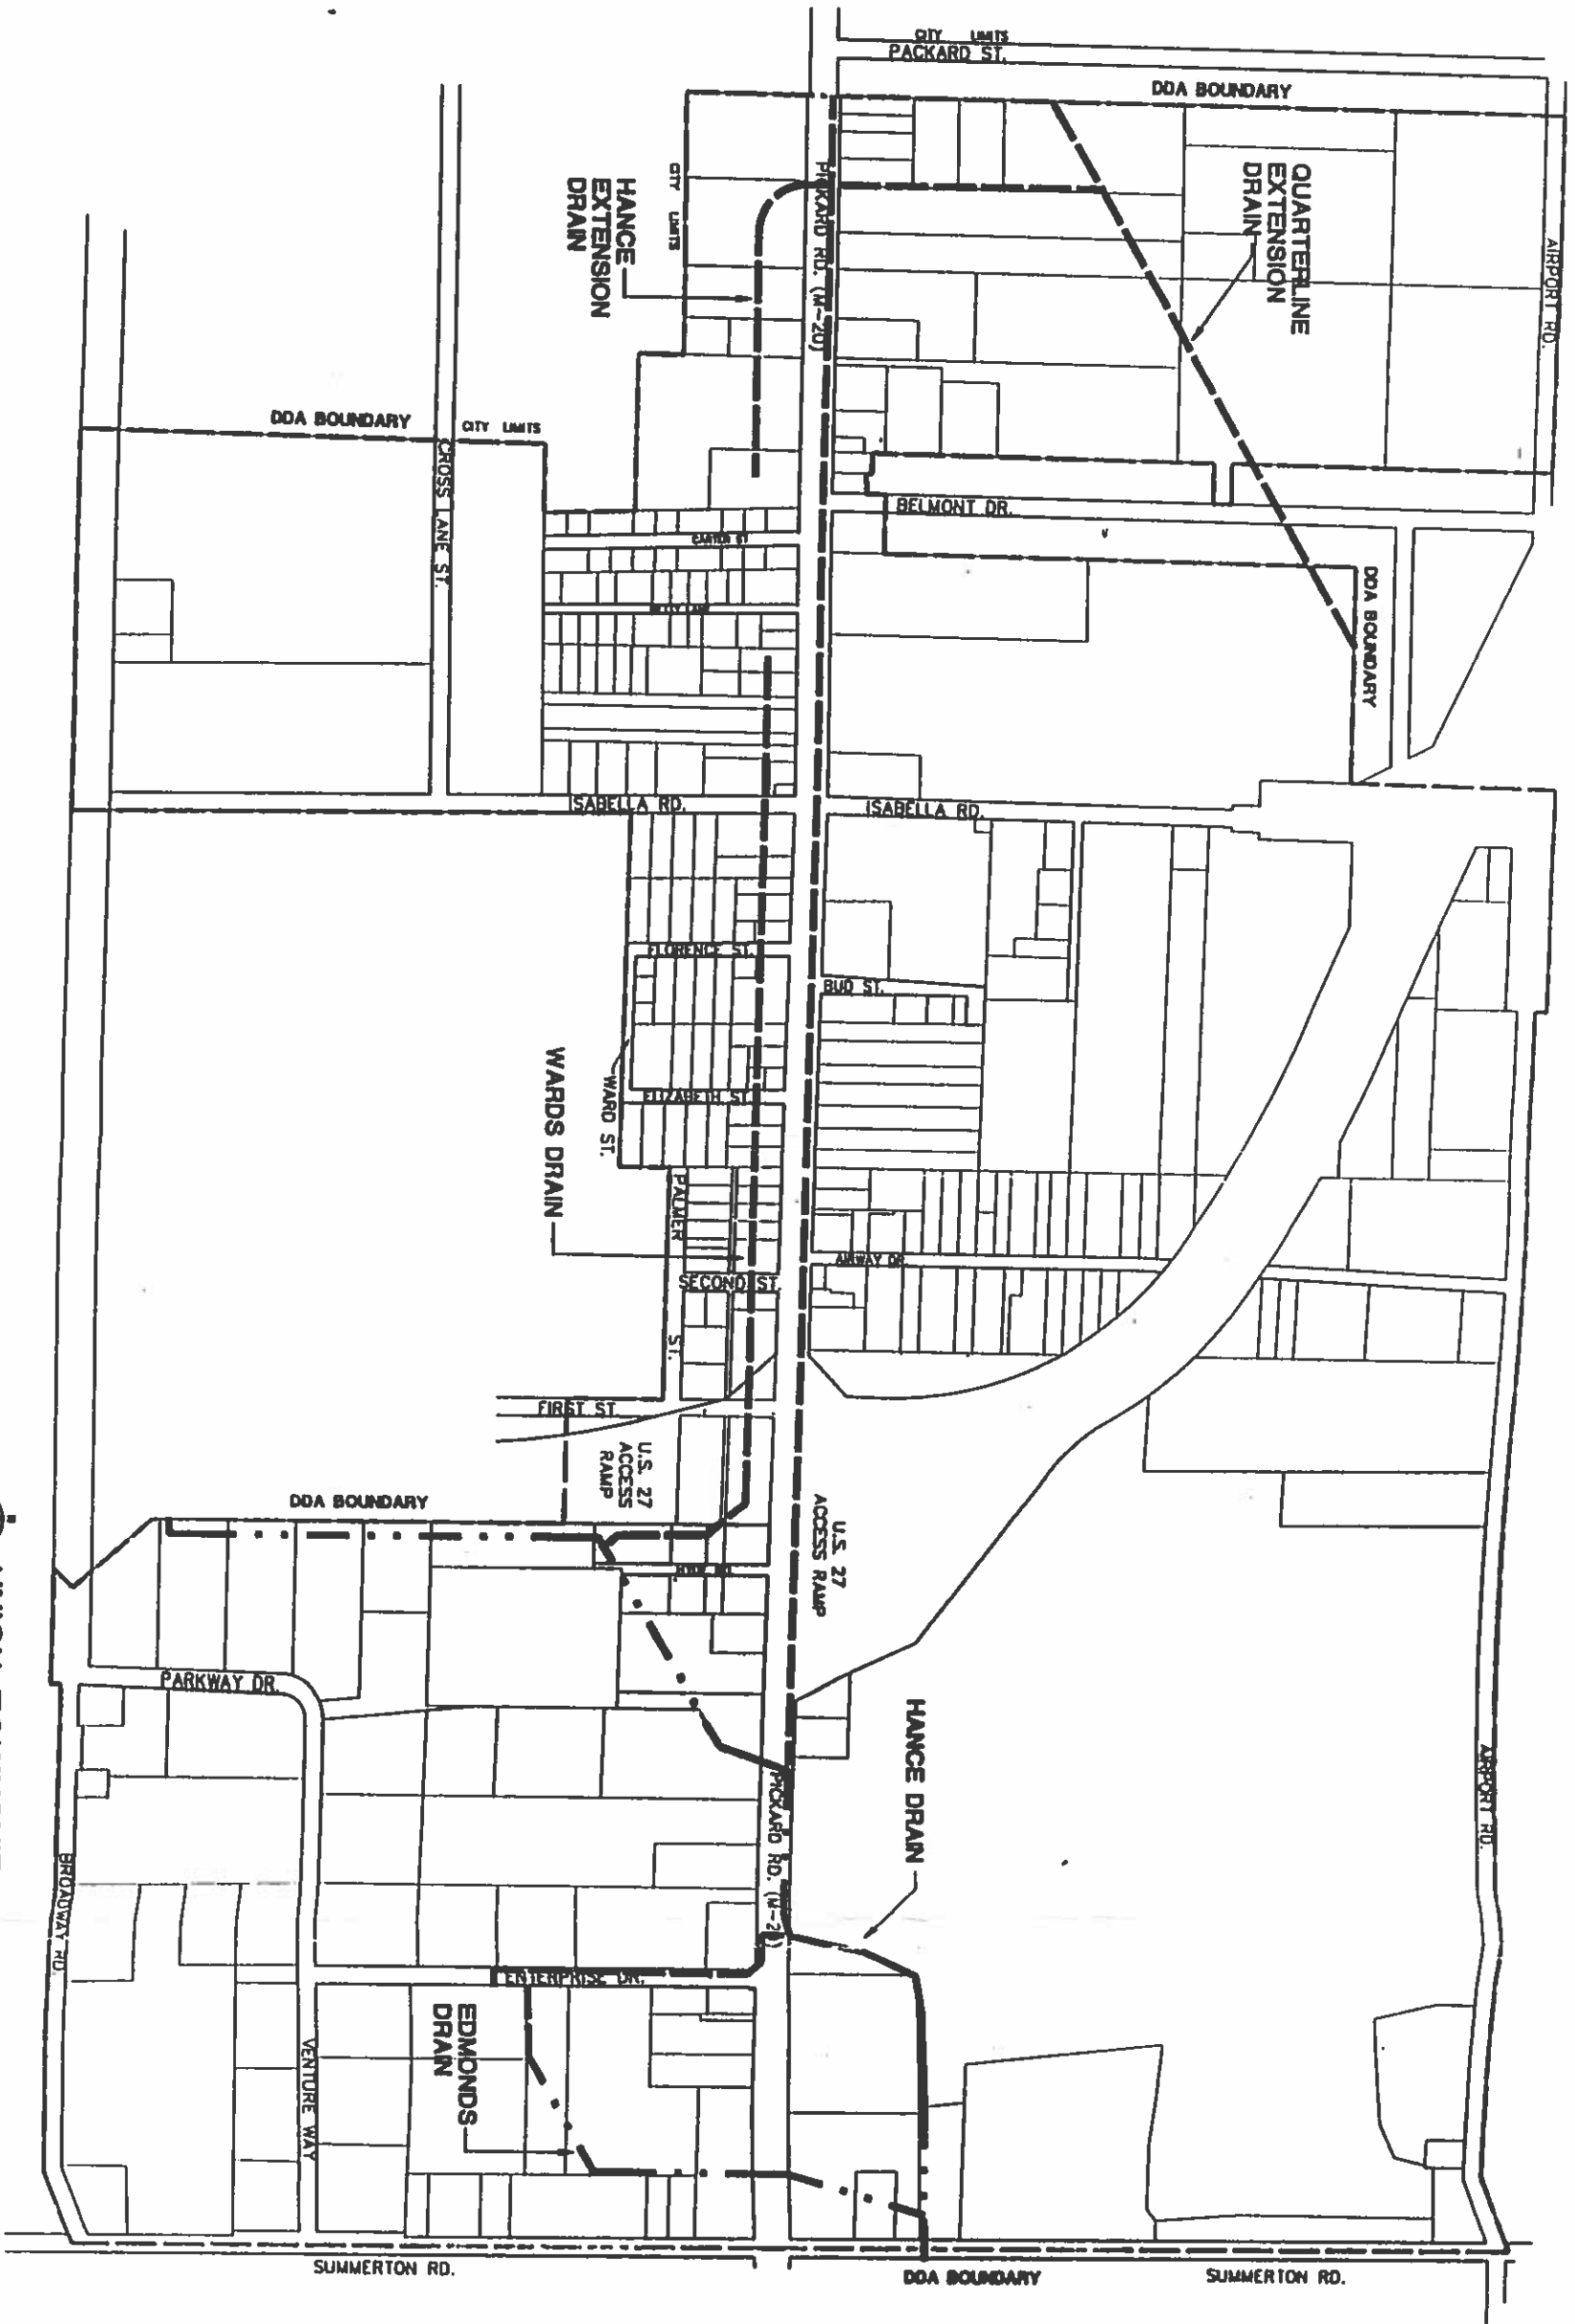 CITY LIMITS
PACKARD ST.
DDA BOUNDARY
AIRPORT RD.
QUARTERLINE
EXTENSION
DRAIN
PICKARD RD. (M-20)
CITY LIMITS
HANCE
EXTENSION
DRAIN
DDA BOUNDARY
CITY LIMITS
CROSS LANE ST.
BELMONT DR.
CARTER ST
BETTY LANE
DDA BOUNDARY
ISABELLA RD.
ISABELLA RD.
FLORENCE ST.
BUD ST.
WARD ST.
ELIZABETH ST
WARDS DRAIN
PALMER
ST.
SECOND ST.
AIRWAY DR.
FIRST ST.
U.S. 27
ACCESS
RAMP
U.S. 27
ACCESS RAMP
DDA BOUNDARY
PARKWAY DR.
HANCE DRAIN
PICKARD RD. (M-20)
AIRPORT RD.
BROADWAY RD.
ENTERPRISE DR.
EDMONDS
DRAIN
VENTURE WAY
SUMMERTON RD.
DDA BOUNDARY
SUMMERTON RD.